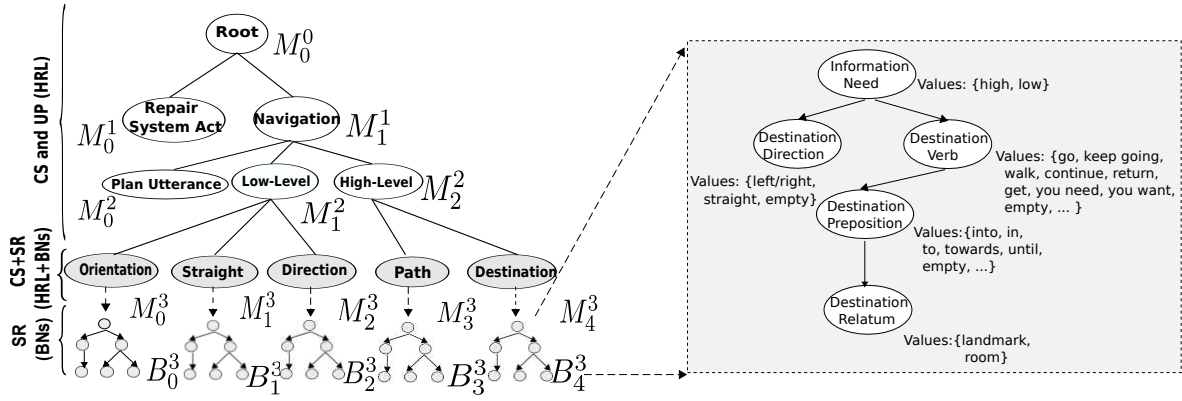 CS and UP (HRL)
Root
M_0^0
Repair
System Act
M_0^1
Navigation
M_1^1
Plan Utterance
M_0^2
Low-Level
M_1^2
High-Level
M_2^2
CS+SR
(HRL+BNs)
Orientation
Straight
Direction
Path
Destination
M_0^3
M_1^3
M_2^3
M_3^3
M_4^3
SR
(BNs)
B_0^3
B_1^3
B_2^3
B_3^3
B_4^3
Information
Need
Values: {high, low}
Destination
Direction
Values: {left/right,
straight, empty}
Destination
Verb
Values: {go, keep going,
walk, continue, return,
get, you need, you want,
empty, ... }
Destination
Preposition
Values:{into, in,
to, towards, until,
empty, ...}
Destination
Relatum
Values:{landmark,
room}